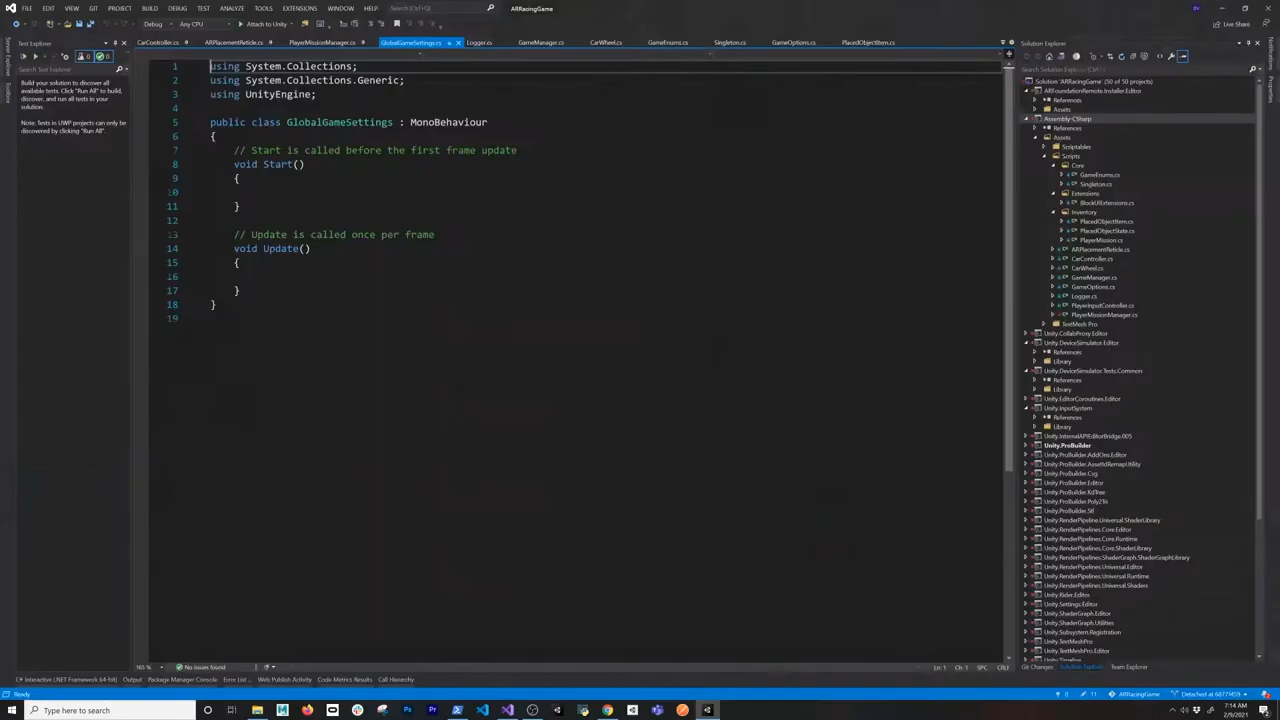 FILE EDIT VIEW GIT PROJECT BUILD DEBUG TEST ANALYZE TOOLS EXTENSIONS WINDOW HELP Search (Ctrl+Q) ARRacingGame DV
Debug Any CPU Attach to Unity Live Share
Test Explorer
Search Test Explorer
Build your solution to discover all available tests. Click "Run All" to build, discover, and run all tests in your solution.
Note: Tests in UWP projects can only be discovered by clicking "Run All".
CarController.cs ARPlacementReticle.cs PlayerMissionManager.cs GlobalGameSettings.cs Logger.cs GameManager.cs CarWheel.cs GameEnums.cs Singleton.cs GameOptions.cs PlacedObjectItem.cs
1 using System.Collections;
2 using System.Collections.Generic;
3 using UnityEngine;
4
5 public class GlobalGameSettings : MonoBehaviour
6 {
7 // Start is called before the first frame update
8 void Start()
9 {
10
11 }
12
13 // Update is called once per frame
14 void Update()
15 {
16
17 }
18 }
19
165 % No issues found Ln: 1 Ch: 1 SPC CRLF
Solution Explorer
Search Solution Explorer
Solution 'ARRacingGame' (50 of 50 projects)
ARFoundationRemote.Installer.Editor
References
Assets
Assembly-CSharp
References
Assets
Scriptables
Scripts
Core
GameEnums.cs
Singleton.cs
Extensions
BlockUIExtensions.cs
Inventory
PlacedObjectItem.cs
PlacedObjectState.cs
PlayerMission.cs
ARPlacementReticle.cs
CarController.cs
CarWheel.cs
GameManager.cs
GameOptions.cs
Logger.cs
PlayerInputController.cs
PlayerMissionManager.cs
TextMesh Pro
Unity.CollabProxy.Editor
Unity.DeviceSimulator.Editor
References
Library
Unity.DeviceSimulator.Tests.Common
References
Library
Unity.EditorCoroutines.Editor
Unity.InputSystem
References
Library
Unity.InternalAPIEditorBridge.005
Unity.ProBuilder
Unity.ProBuilder.AddOns.Editor
Unity.ProBuilder.AssetIdRemapUtility
Unity.ProBuilder.Csg
Unity.ProBuilder.Editor
Unity.ProBuilder.KdTree
Unity.ProBuilder.Poly2Tri
Unity.ProBuilder.Stl
Unity.RenderPipeline.Universal.ShaderLibrary
Unity.RenderPipelines.Core.Editor
Unity.RenderPipelines.Core.Runtime
Unity.RenderPipelines.Core.ShaderLibrary
Unity.RenderPipelines.ShaderGraph.ShaderGraphLibrary
Unity.RenderPipelines.Universal.Editor
Unity.RenderPipelines.Universal.Runtime
Unity.RenderPipelines.Universal.Shaders
Unity.Rider.Editor
Unity.Settings.Editor
Unity.ShaderGraph.Editor
Unity.ShaderGraph.Utilities
Unity.Subsystem.Registration
Unity.TextMeshPro
Unity.TextMeshPro.Editor
Unity.Timeline
Git Changes Solution Explorer Team Explorer
Server Explorer
Toolbox
Notifications
Properties
C# Interactive (.NET Framework 64-bit) Output Package Manager Console Error List... Web Publish Activity Code Metrics Results Call Hierarchy
Ready 0 11 ARRacingGame
Type here to search 7:14 AM
2/9/2021